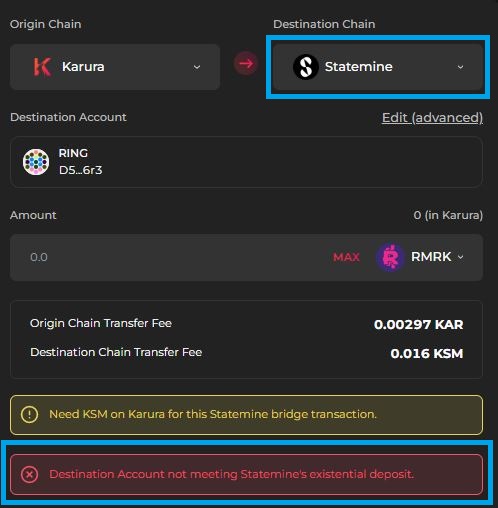 Origin Chain
Destination Chain
Karura
Statemine
Destination Account
Edit (advanced)
RING
D5...6r3
Amount
0 (in Karura)
0.0
MAX
RMRK
Origin Chain Transfer Fee
0.00297 KAR
Destination Chain Transfer Fee
0.016 KSM
Need KSM on Karura for this Statemine bridge transaction.
Destination Account not meeting Statemine's existential deposit.